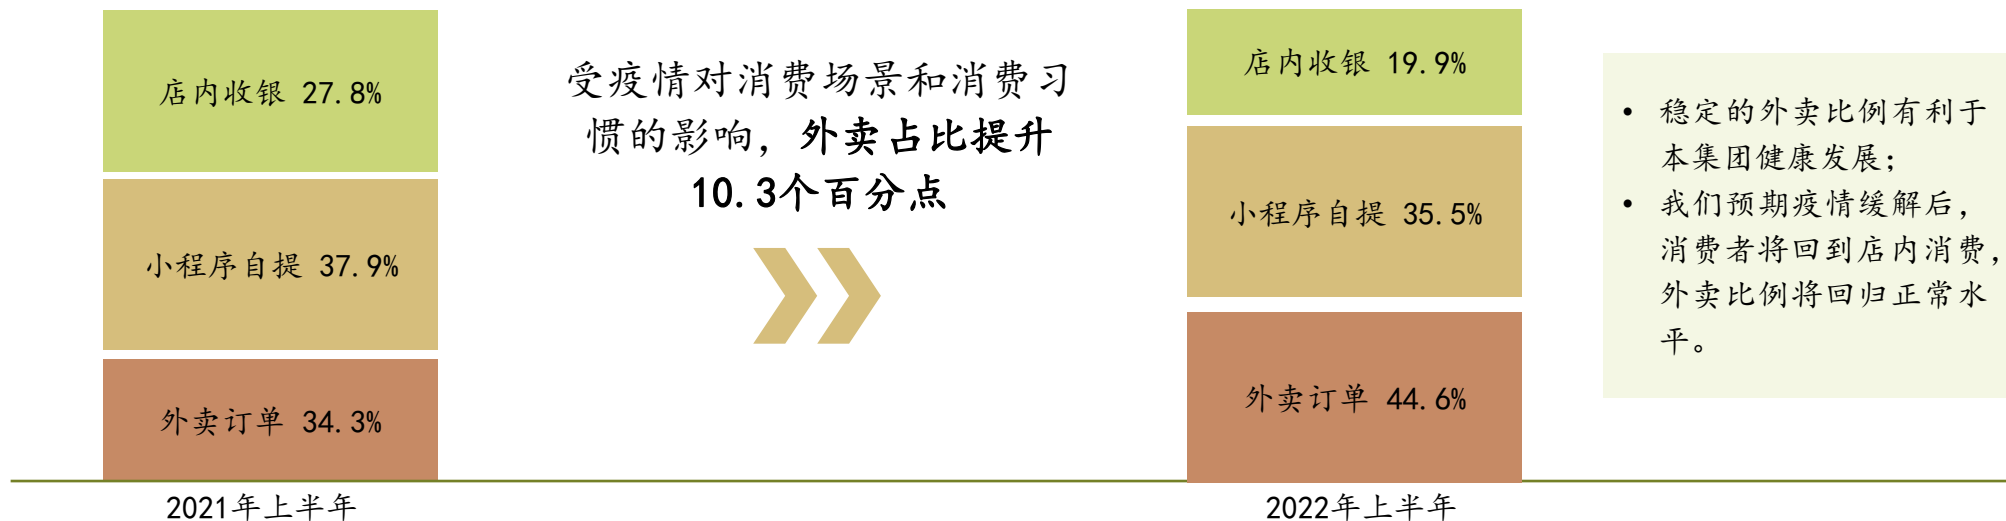 店内收银 27.8%
小程序自提 37.9%
外卖订单 34.3%
2021年上半年
受疫情对消费场景和消费习
惯的影响，外卖占比提升
10.3个百分点
店内收银 19.9%
小程序自提 35.5%
外卖订单 44.6%
2022年上半年
• 稳定的外卖比例有利于
本集团健康发展；
• 我们预期疫情缓解后，
消费者将回到店内消费，
外卖比例将回归正常水
平。